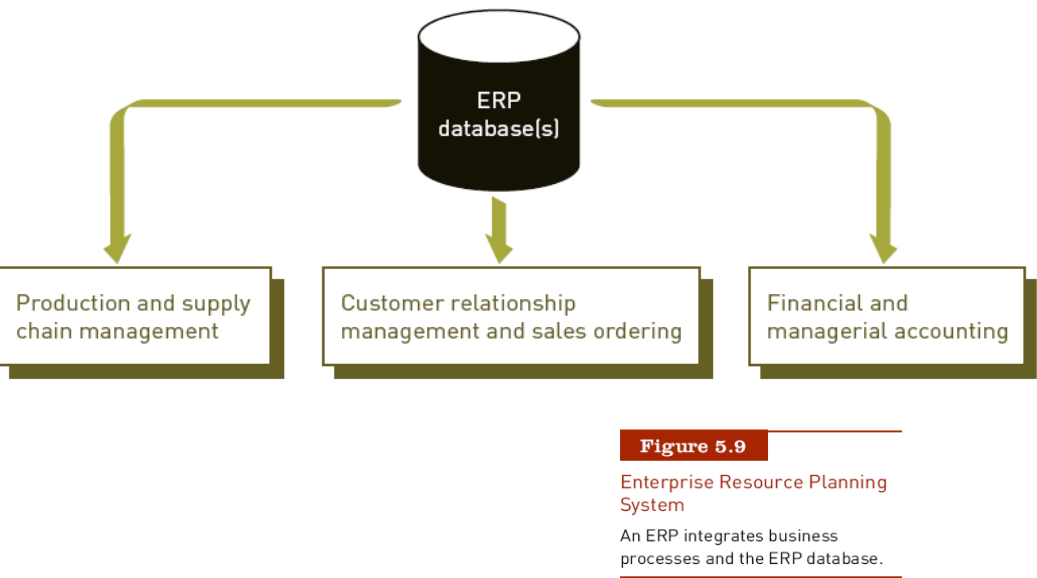 ERP
database(s)
Production and supply
chain management
Customer relationship
management and sales ordering
Financial and
managerial accounting
Figure 5.9
Enterprise Resource Planning
System
An ERP integrates business
processes and the ERP database.